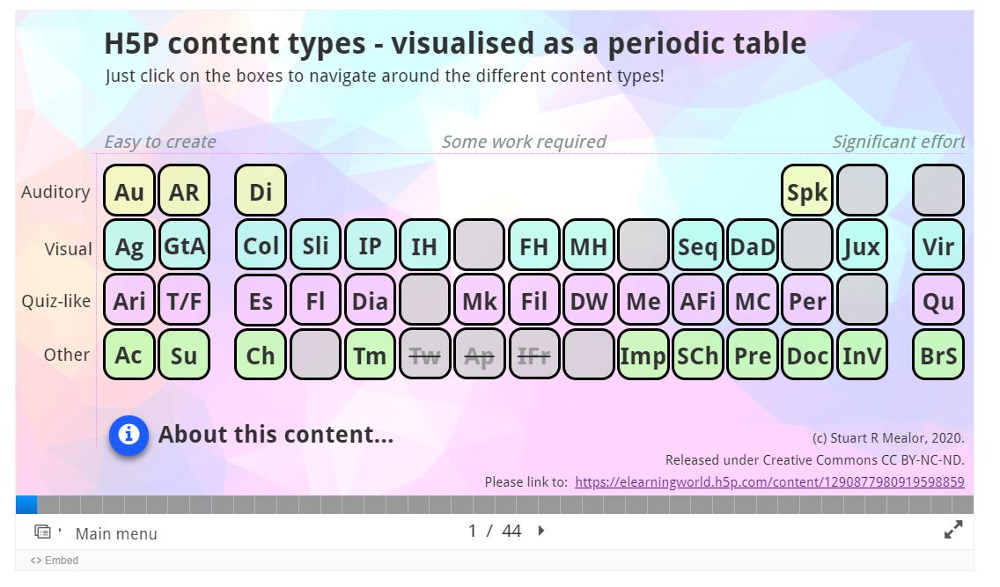 H5P content types - visualised as a periodic table
Just click on the boxes to navigate around the different content types!
Easy to create Some work required Significant effort
Auditory Au AR Di Spk
Visual Ag GtA Col Sli IP IH FH MH Seq DaD Jux Vir
Quiz-like Ari T/F Es Fl Dia Mk Fil DW Me AFi MC Per Qu
Other Ac Su Ch Tm Tw Ap IFr Imp SCh Pre Doc InV BrS
About this content...
(c) Stuart R Mealor, 2020.
Released under Creative Commons CC BY-NC-ND.
Please link to: https://elearningworld.h5p.com/content/1290877980919598859
Main menu 1 / 44
<> Embed